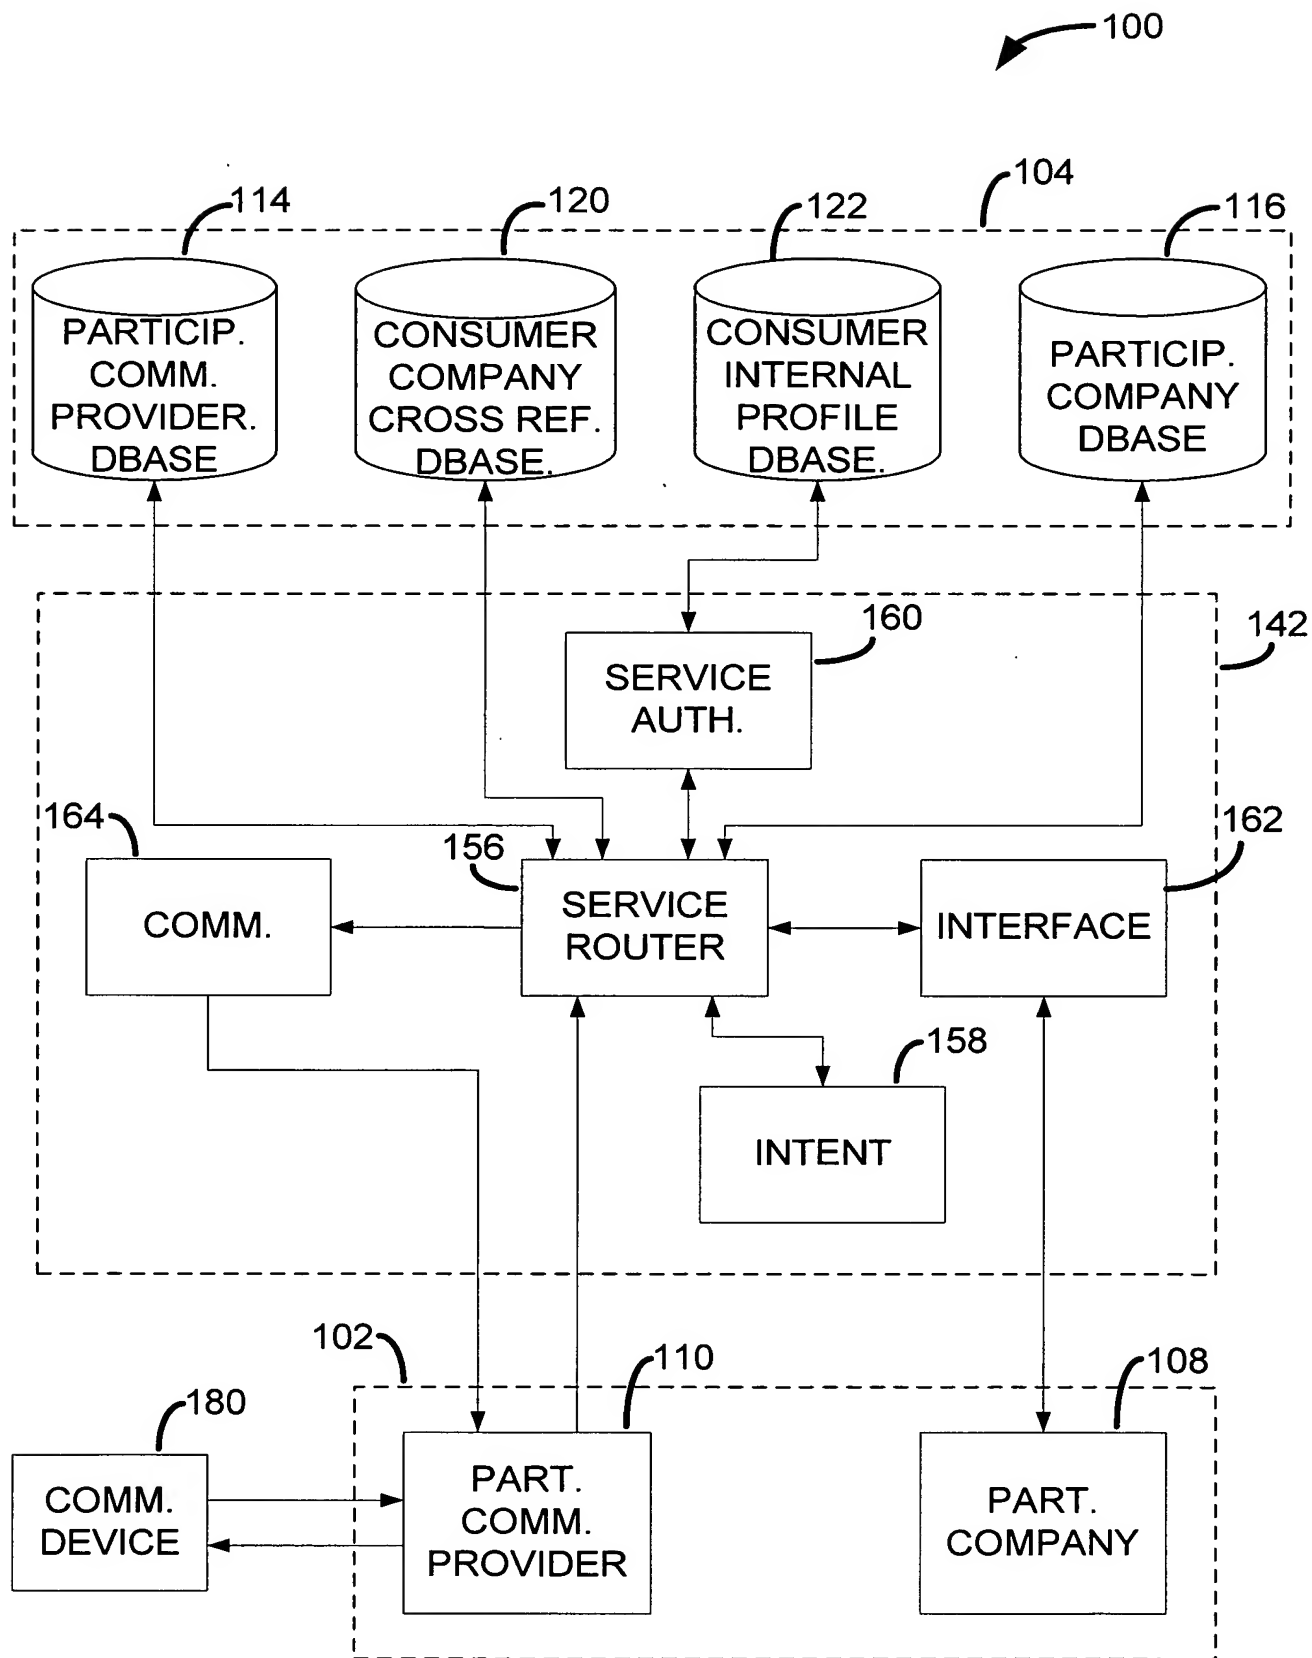 100
104
114
120
122
116
PARTICIP.
COMM.
PROVIDER.
DBASE
CONSUMER
COMPANY
CROSS REF.
DBASE.
CONSUMER
INTERNAL
PROFILE
DBASE.
PARTICIP.
COMPANY
DBASE
160
142
SERVICE
AUTH.
164
156
162
COMM.
SERVICE
ROUTER
INTERFACE
158
INTENT
102
110
108
180
COMM.
DEVICE
PART.
COMM.
PROVIDER
PART.
COMPANY